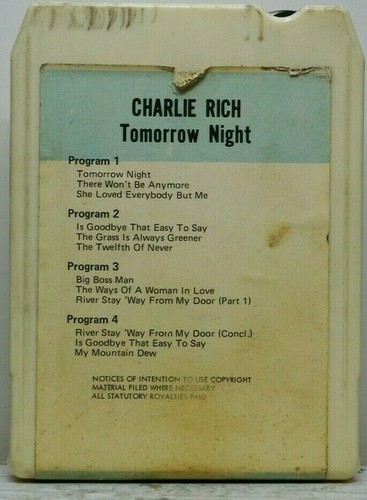 CHARLIE RICH
Tomorrow Night
Program 1
Tomorrow Night
There Won't Be Anymore
She Loved Everybody But Me
Program 2
Is Goodbye That Easy To Say
The Grass Is Always Greener
The Twelfth Of Never
Program 3
Big Boss Man
The Ways Of A Woman In Love
River Stay 'Way From My Door (Part 1)
Program 4
River Stay 'Way From My Door (Concl.)
Is Goodbye That Easy To Say
My Mountain Dew
NOTICES OF INTENTION TO USE COPYRIGHT
MATERIAL FILED WHERE NECESSARY
ALL STATUTORY ROYALTIES PAID